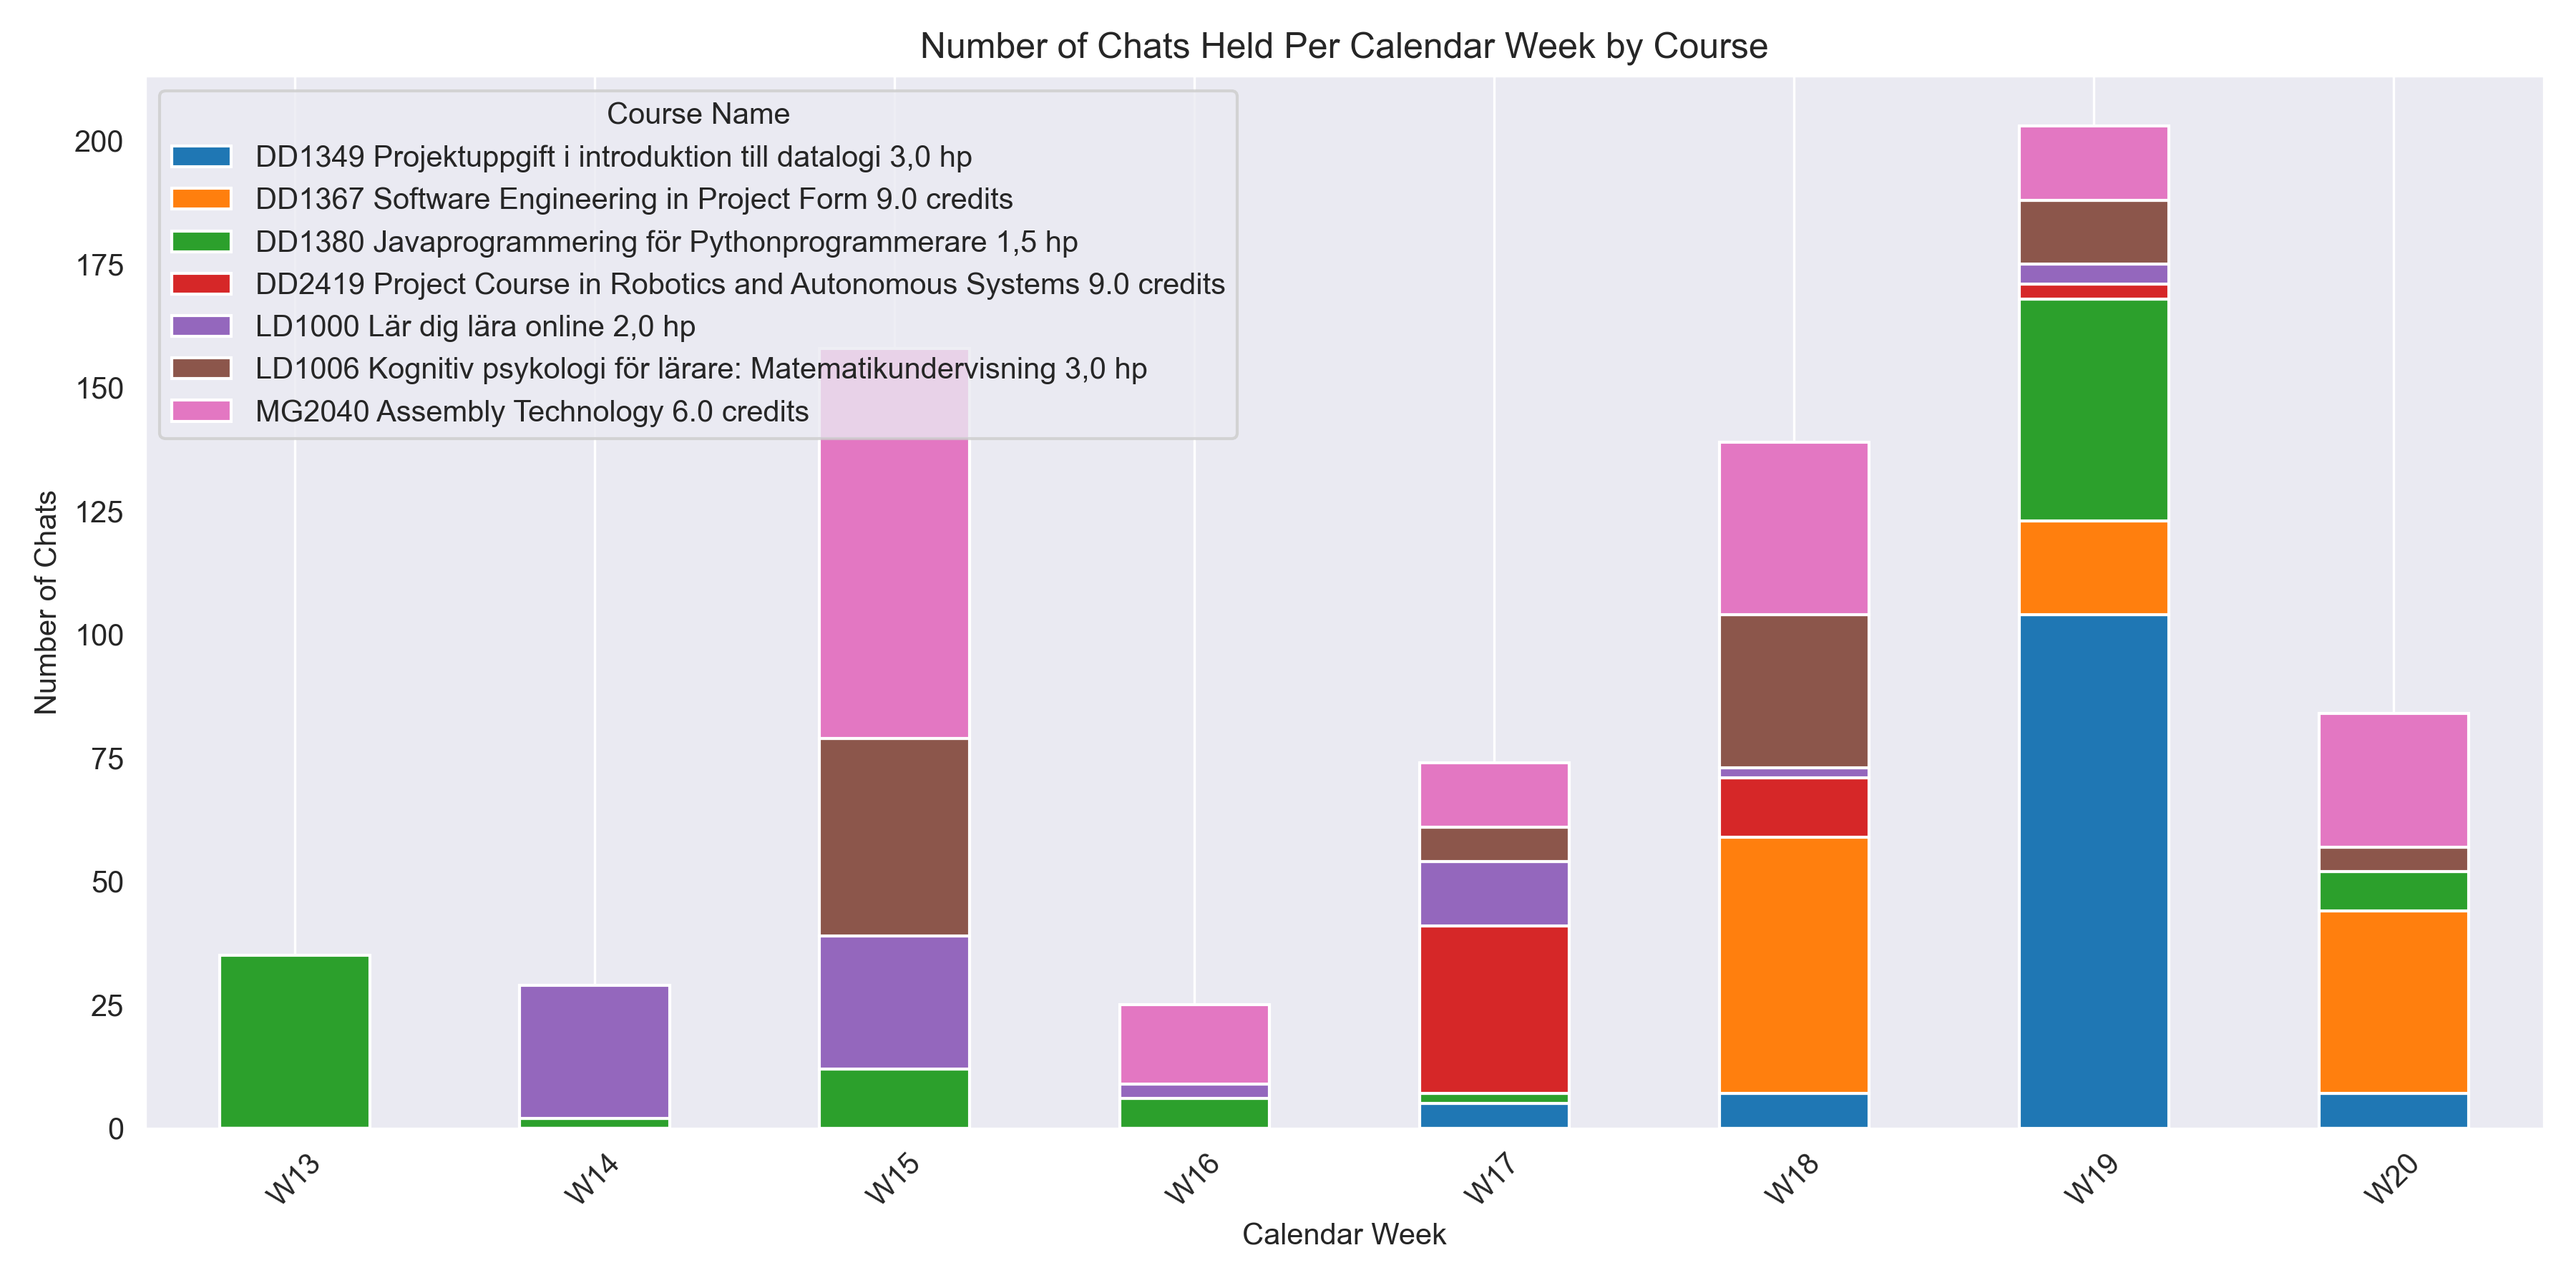 Number of Chats Held Per Calendar Week by Course
Course Name
DD1349 Projektuppgift i introduktion till datalogi 3,0 hp
DD1367 Software Engineering in Project Form 9.0 credits
DD1380 Javaprogrammering för Pythonprogrammerare 1,5 hp
DD2419 Project Course in Robotics and Autonomous Systems 9.0 credits
LD1000 Lär dig lära online 2,0 hp
LD1006 Kognitiv psykologi för lärare: Matematikundervisning 3,0 hp
MG2040 Assembly Technology 6.0 credits
Number of Chats
200
175
150
125
100
75
50
25
0
W13
W14
W15
W16
W17
W18
W19
W20
Calendar Week